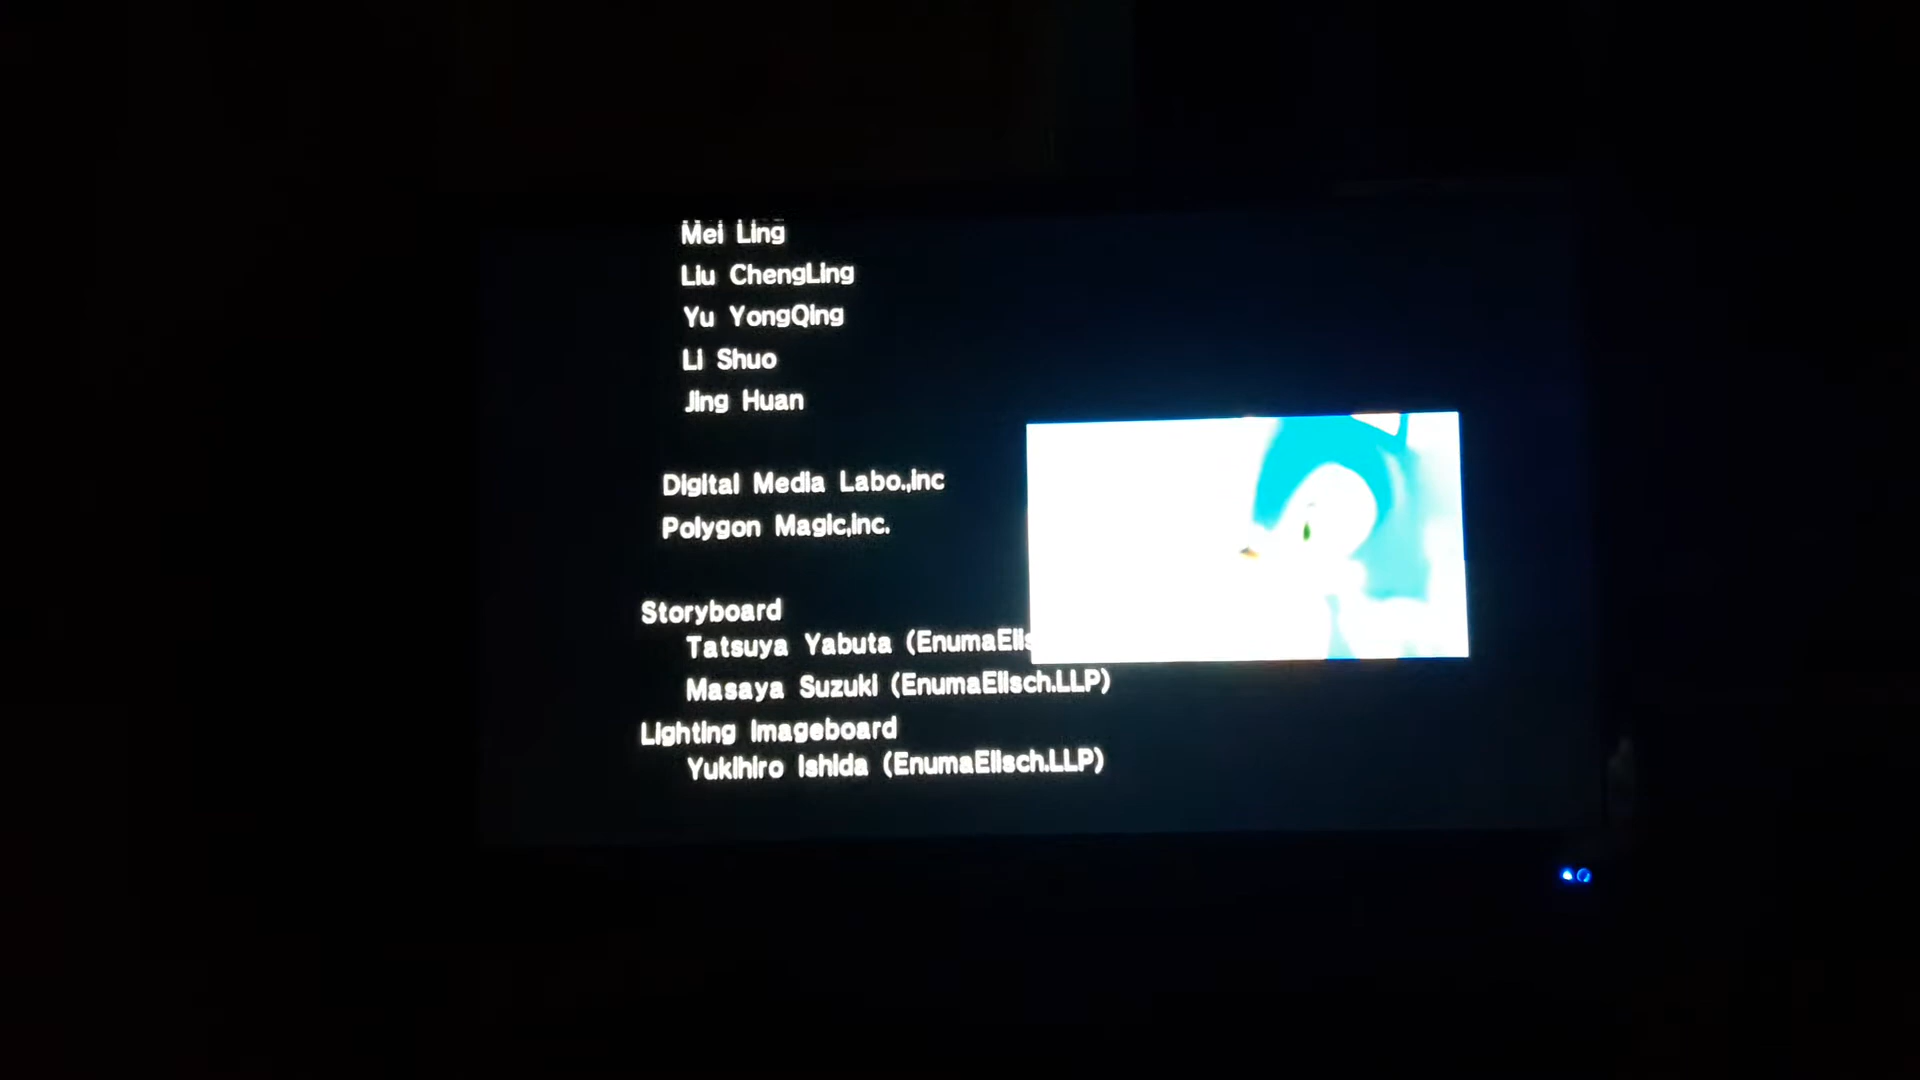 Mei Ling
Liu ChengLing
Yu YongQing
Li Shuo
Jing Huan
Digital Media Labo.,inc
Polygon Magic,inc.
Storyboard
Tatsuya Yabuta (EnumaElis
Masaya Suzuki (EnumaElisch.LLP)
Lighting Imageboard
Yukihiro Ishida (EnumaElisch.LLP)